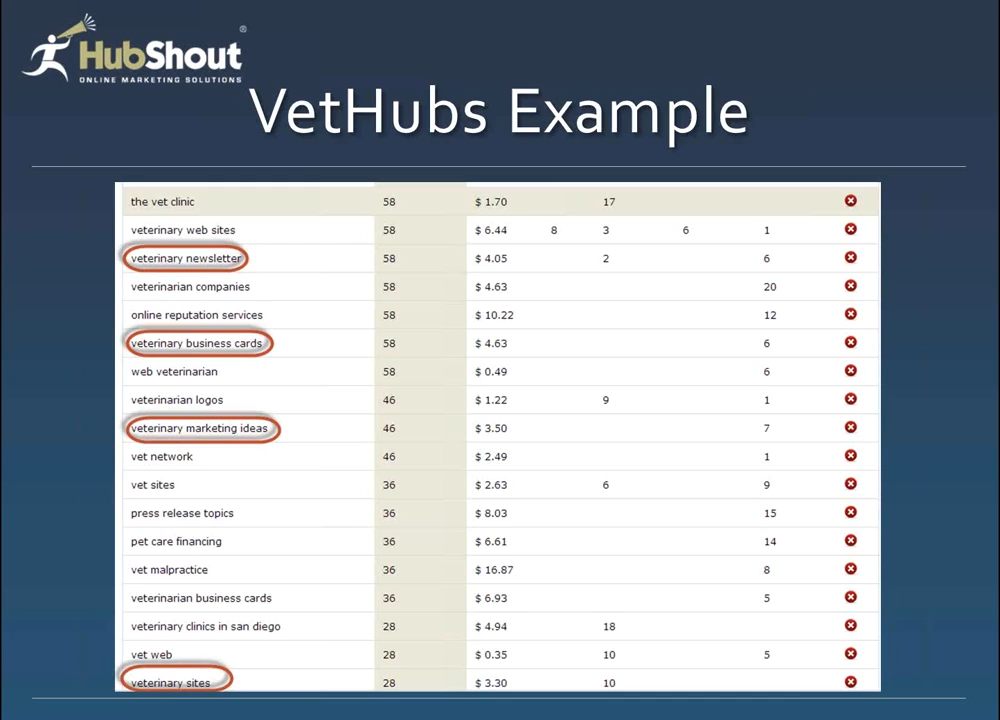 HubShout®
ONLINE MARKETING SOLUTIONS
VetHubs Example
the vet clinic 58 $ 1.70 17
veterinary web sites 58 $ 6.44 8 3 6 1
veterinary newsletter 58 $ 4.05 2 6
veterinarian companies 58 $ 4.63 20
online reputation services 58 $ 10.22 12
veterinary business cards 58 $ 4.63 6
web veterinarian 58 $ 0.49 6
veterinarian logos 46 $ 1.22 9 1
veterinary marketing ideas 46 $ 3.50 7
vet network 46 $ 2.49 1
vet sites 36 $ 2.63 6 9
press release topics 36 $ 8.03 15
pet care financing 36 $ 6.61 14
vet malpractice 36 $ 16.87 8
veterinarian business cards 36 $ 6.93 5
veterinary clinics in san diego 28 $ 4.94 18
vet web 28 $ 0.35 10 5
veterinary sites 28 $ 3.30 10